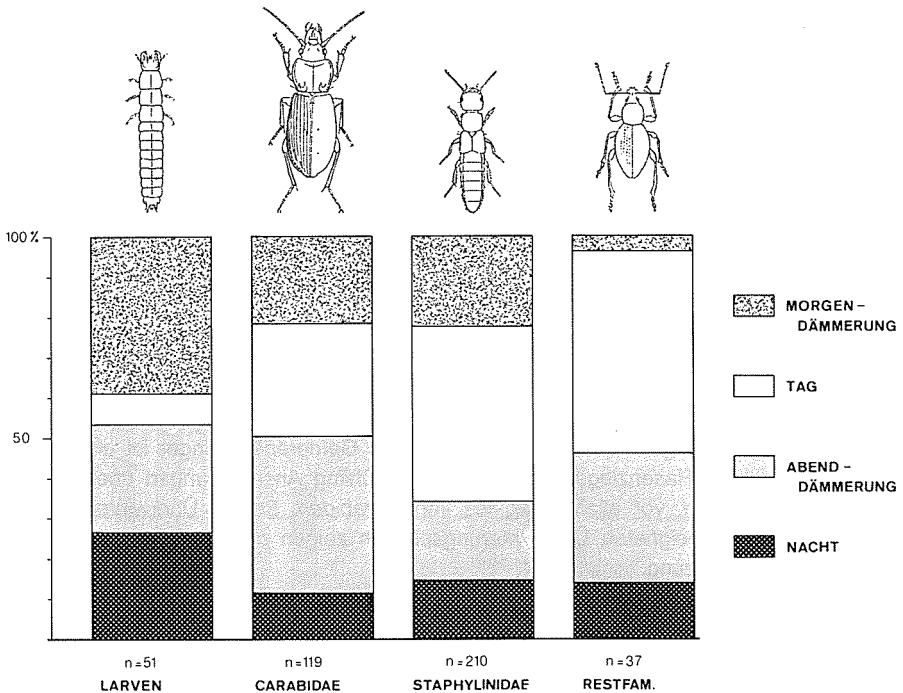 100 %
50
MORGEN-
DÄMMERUNG
TAG
ABEND-
DÄMMERUNG
NACHT
n=51
n=119
n=210
n=37
LARVEN
CARABIDAE
STAPHYLINIDAE
RESTFAM.